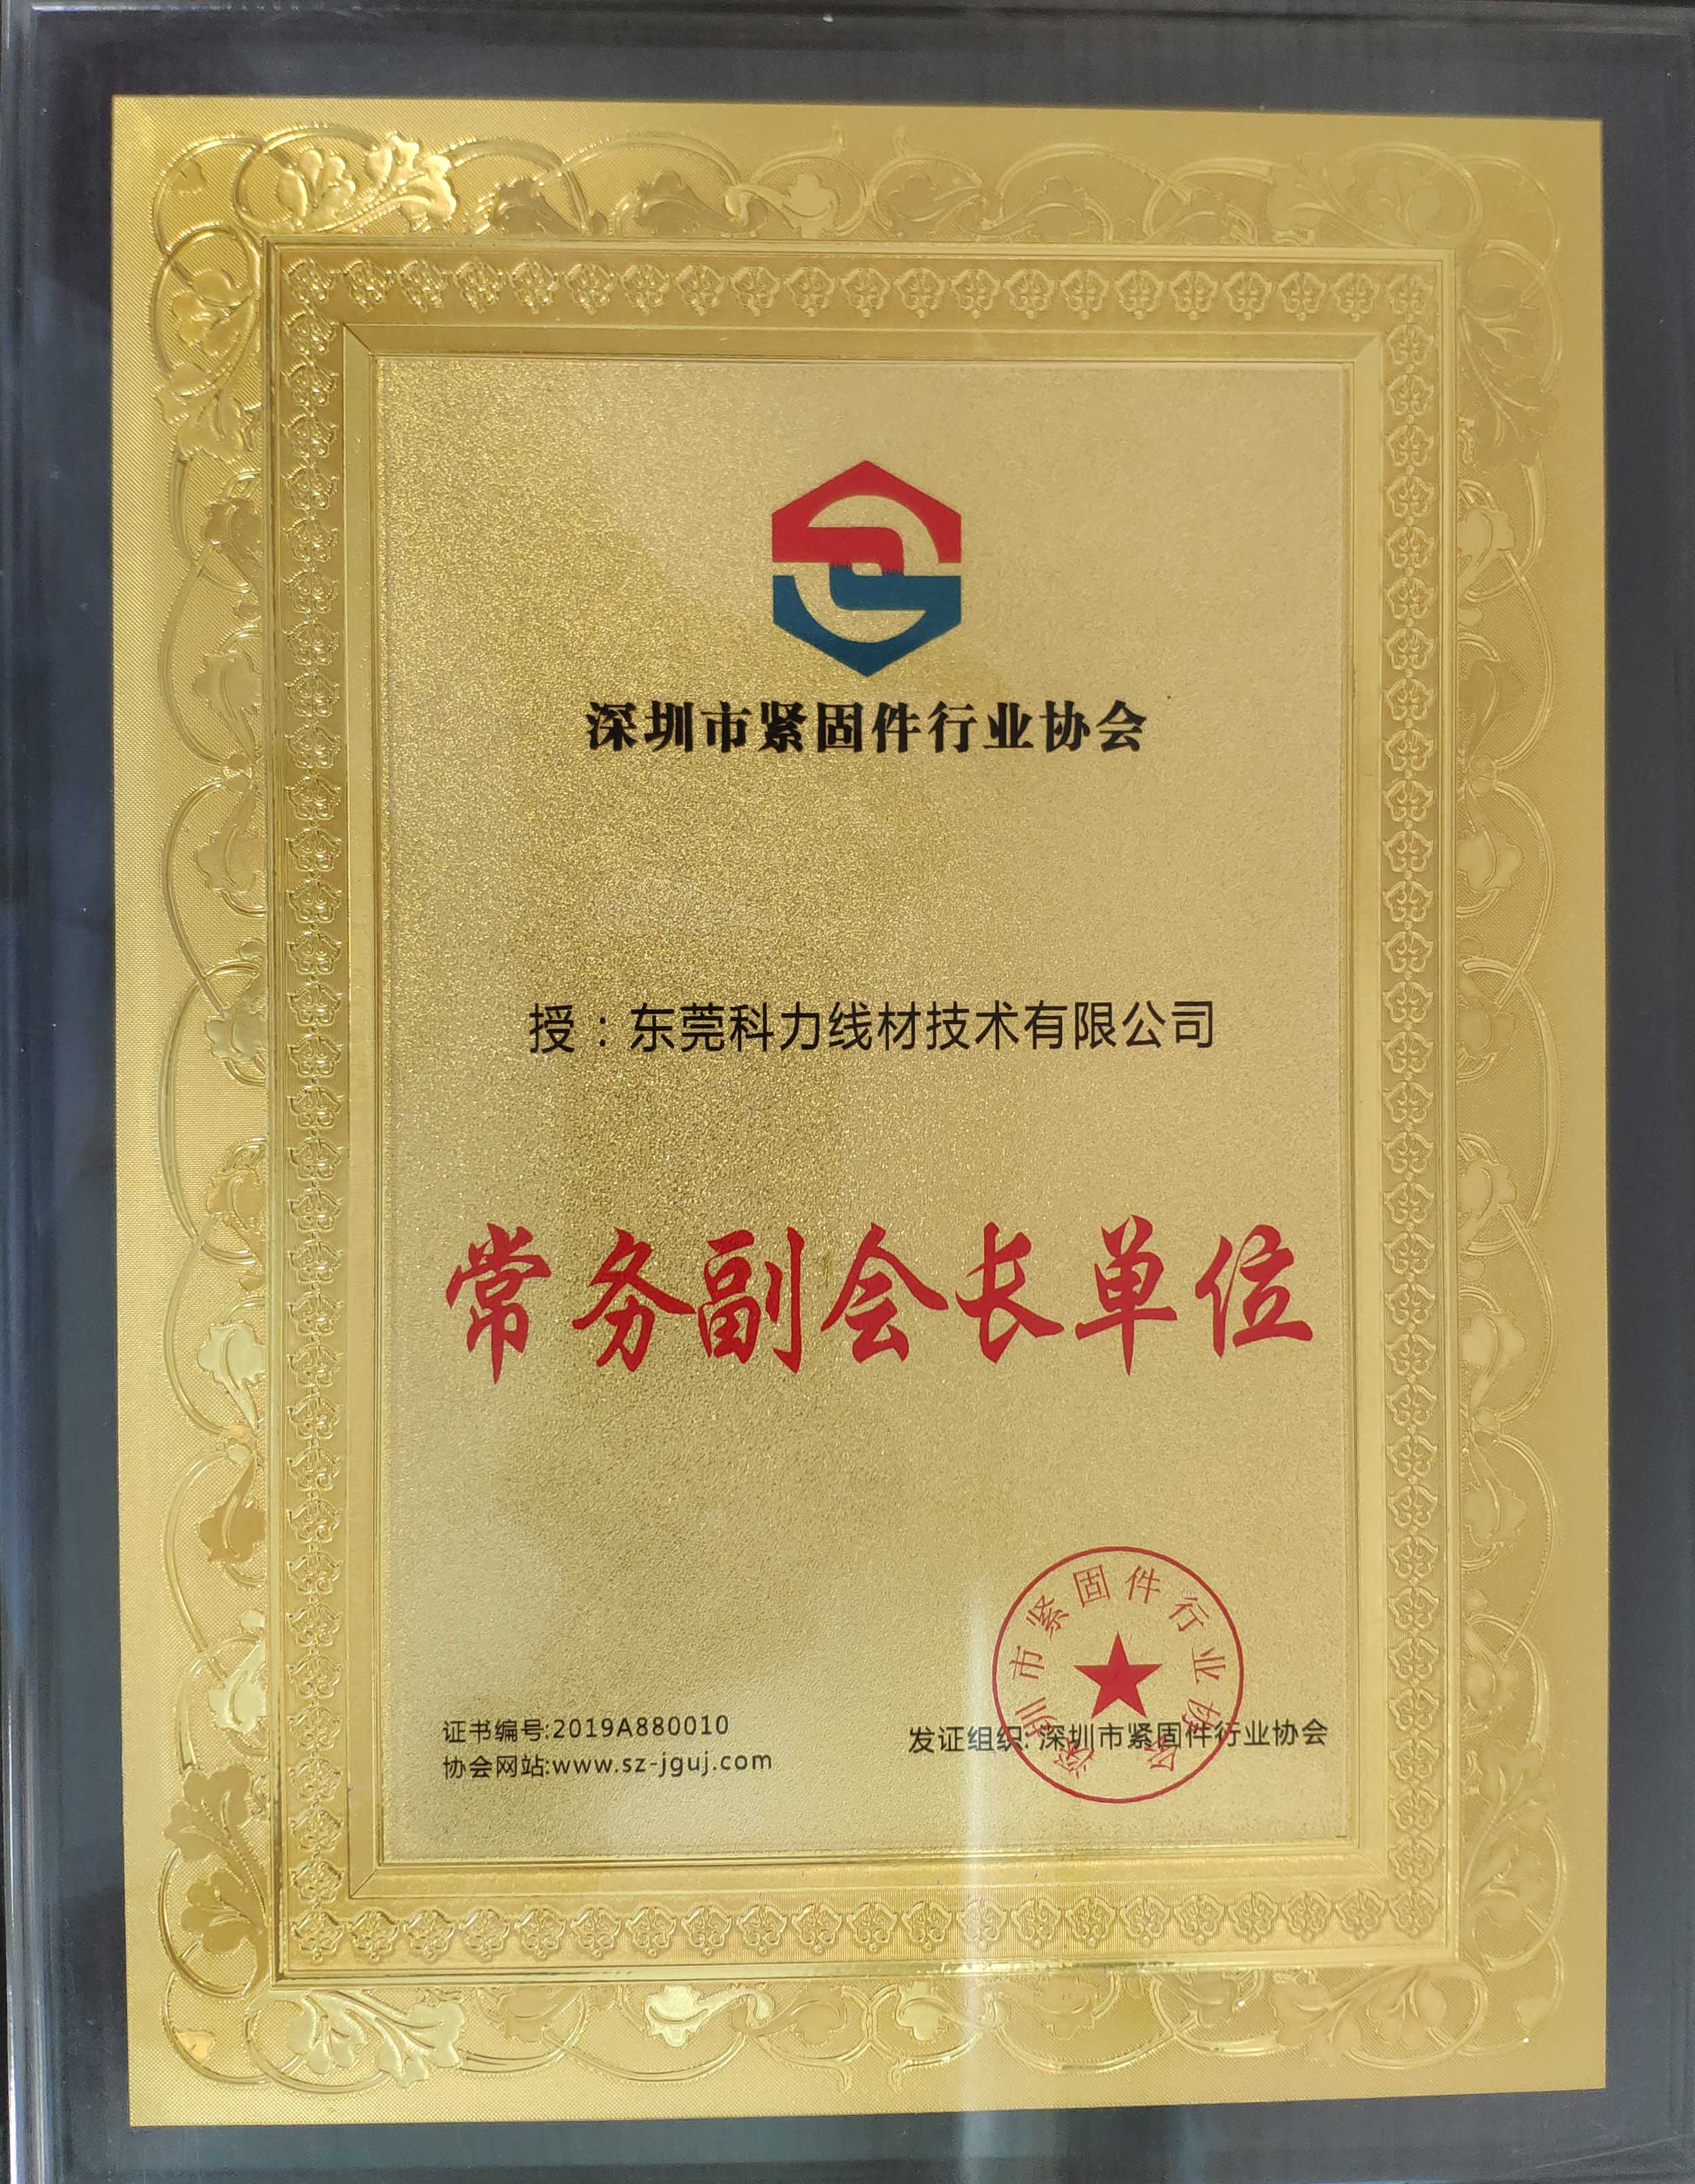 深圳市紧固件行业协会
授：东莞科力线材技术有限公司
常务副会长单位
深圳市紧固件行业协会
证书编号:2019A880010
发证组织: 深圳市紧固件行业协会
协会网站:www.sz-jguj.com